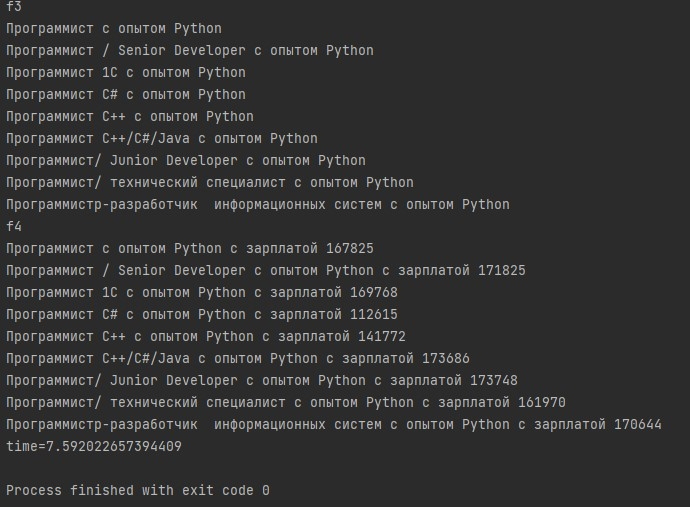 f3
Программист с опытом Python
Программист / Senior Developer с опытом Python
Программист 1С с опытом Python
Программист C# с опытом Python
Программист C++ с опытом Python
Программист C++/C#/Java с опытом Python
Программист/ Junior Developer с опытом Python
Программист/ технический специалист с опытом Python
Программистр-разработчик  информационных систем с опытом Python
f4
Программист с опытом Python с зарплатой 167825
Программист / Senior Developer с опытом Python с зарплатой 171825
Программист 1С с опытом Python с зарплатой 169768
Программист C# с опытом Python с зарплатой 112615
Программист C++ с опытом Python с зарплатой 141772
Программист C++/C#/Java с опытом Python с зарплатой 173686
Программист/ Junior Developer с опытом Python с зарплатой 173748
Программист/ технический специалист с опытом Python с зарплатой 161970
Программистр-разработчик  информационных систем с опытом Python с зарплатой 170644
time=7.592022657394409
Process finished with exit code 0